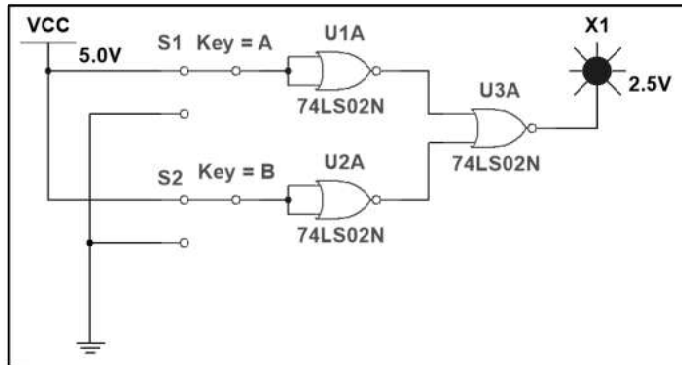 VCC
5.0V
S1 Key = A
U1A
74LS02N
X1
2.5V
U3A
74LS02N
S2 Key = B
U2A
74LS02N